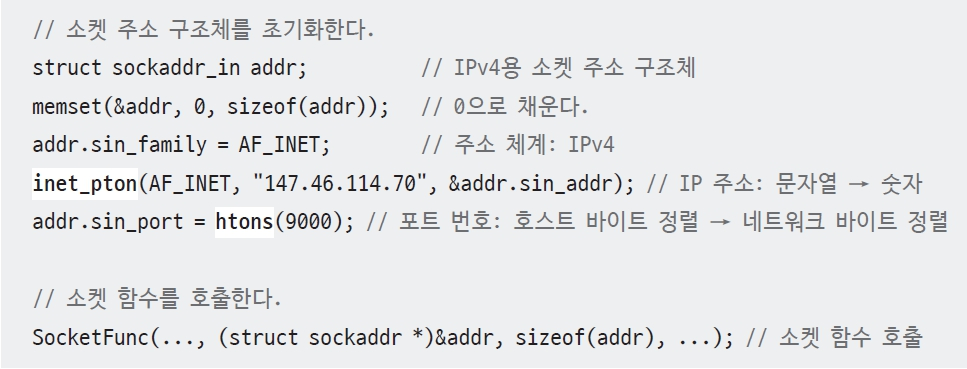 // 소켓 주소 구조체를 초기화한다.
struct sockaddr_in addr; // IPv4용 소켓 주소 구조체
memset(&addr, 0, sizeof(addr)); // 0으로 채운다.
addr.sin_family = AF_INET; // 주소 체계: IPv4
inet_pton(AF_INET, "147.46.114.70", &addr.sin_addr); // IP 주소: 문자열 → 숫자
addr.sin_port = htons(9000); // 포트 번호: 호스트 바이트 정렬 → 네트워크 바이트 정렬
// 소켓 함수를 호출한다.
SocketFunc(..., (struct sockaddr *)&addr, sizeof(addr), ...); // 소켓 함수 호출